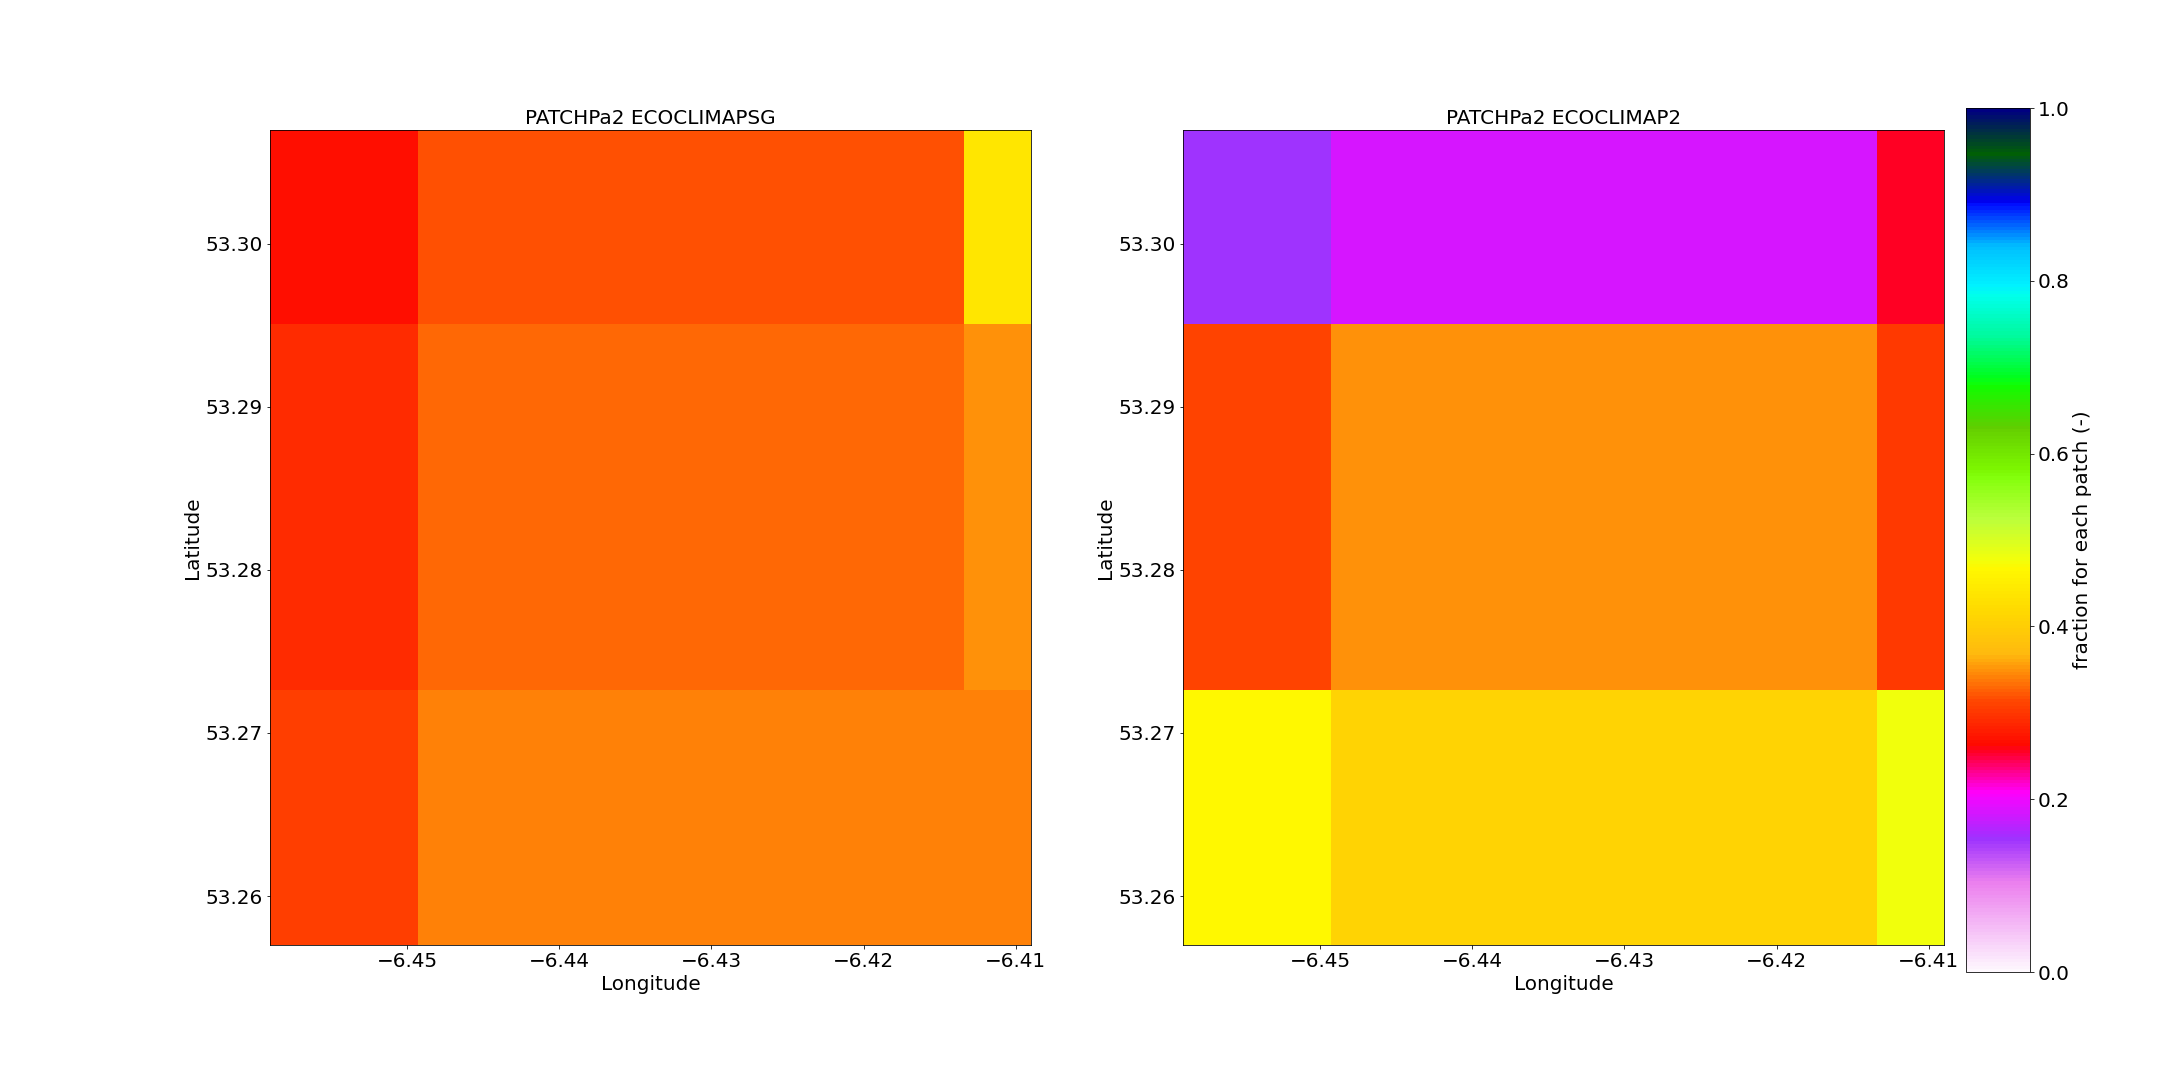 PATCHPa2 ECOCLIMAPSG
53.30
53.29
53.28
53.27
53.26
Latitude
−6.45 −6.44 −6.43 −6.42 −6.41
Longitude
PATCHPa2 ECOCLIMAP2
53.30
53.29
53.28
53.27
53.26
Latitude
−6.45 −6.44 −6.43 −6.42 −6.41
Longitude
1.0
0.8
0.6
0.4
0.2
0.0
fraction for each patch (-)